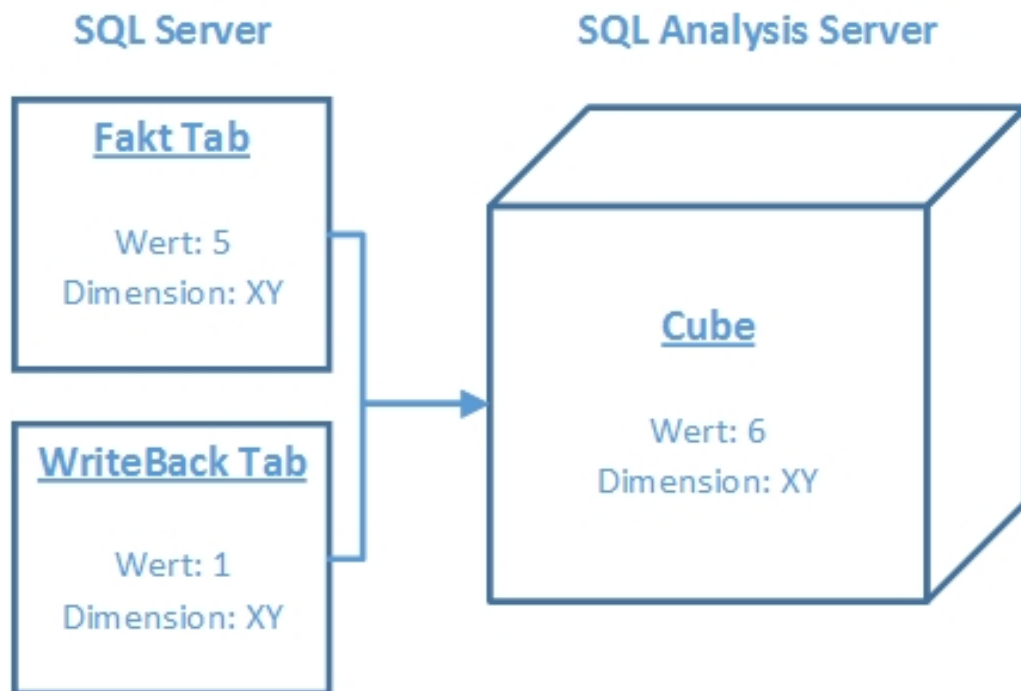 SQL Server
SQL Analysis Server
Fakt Tab
Wert: 5
Dimension: XY
WriteBack Tab
Wert: 1
Dimension: XY
Cube
Wert: 6
Dimension: XY